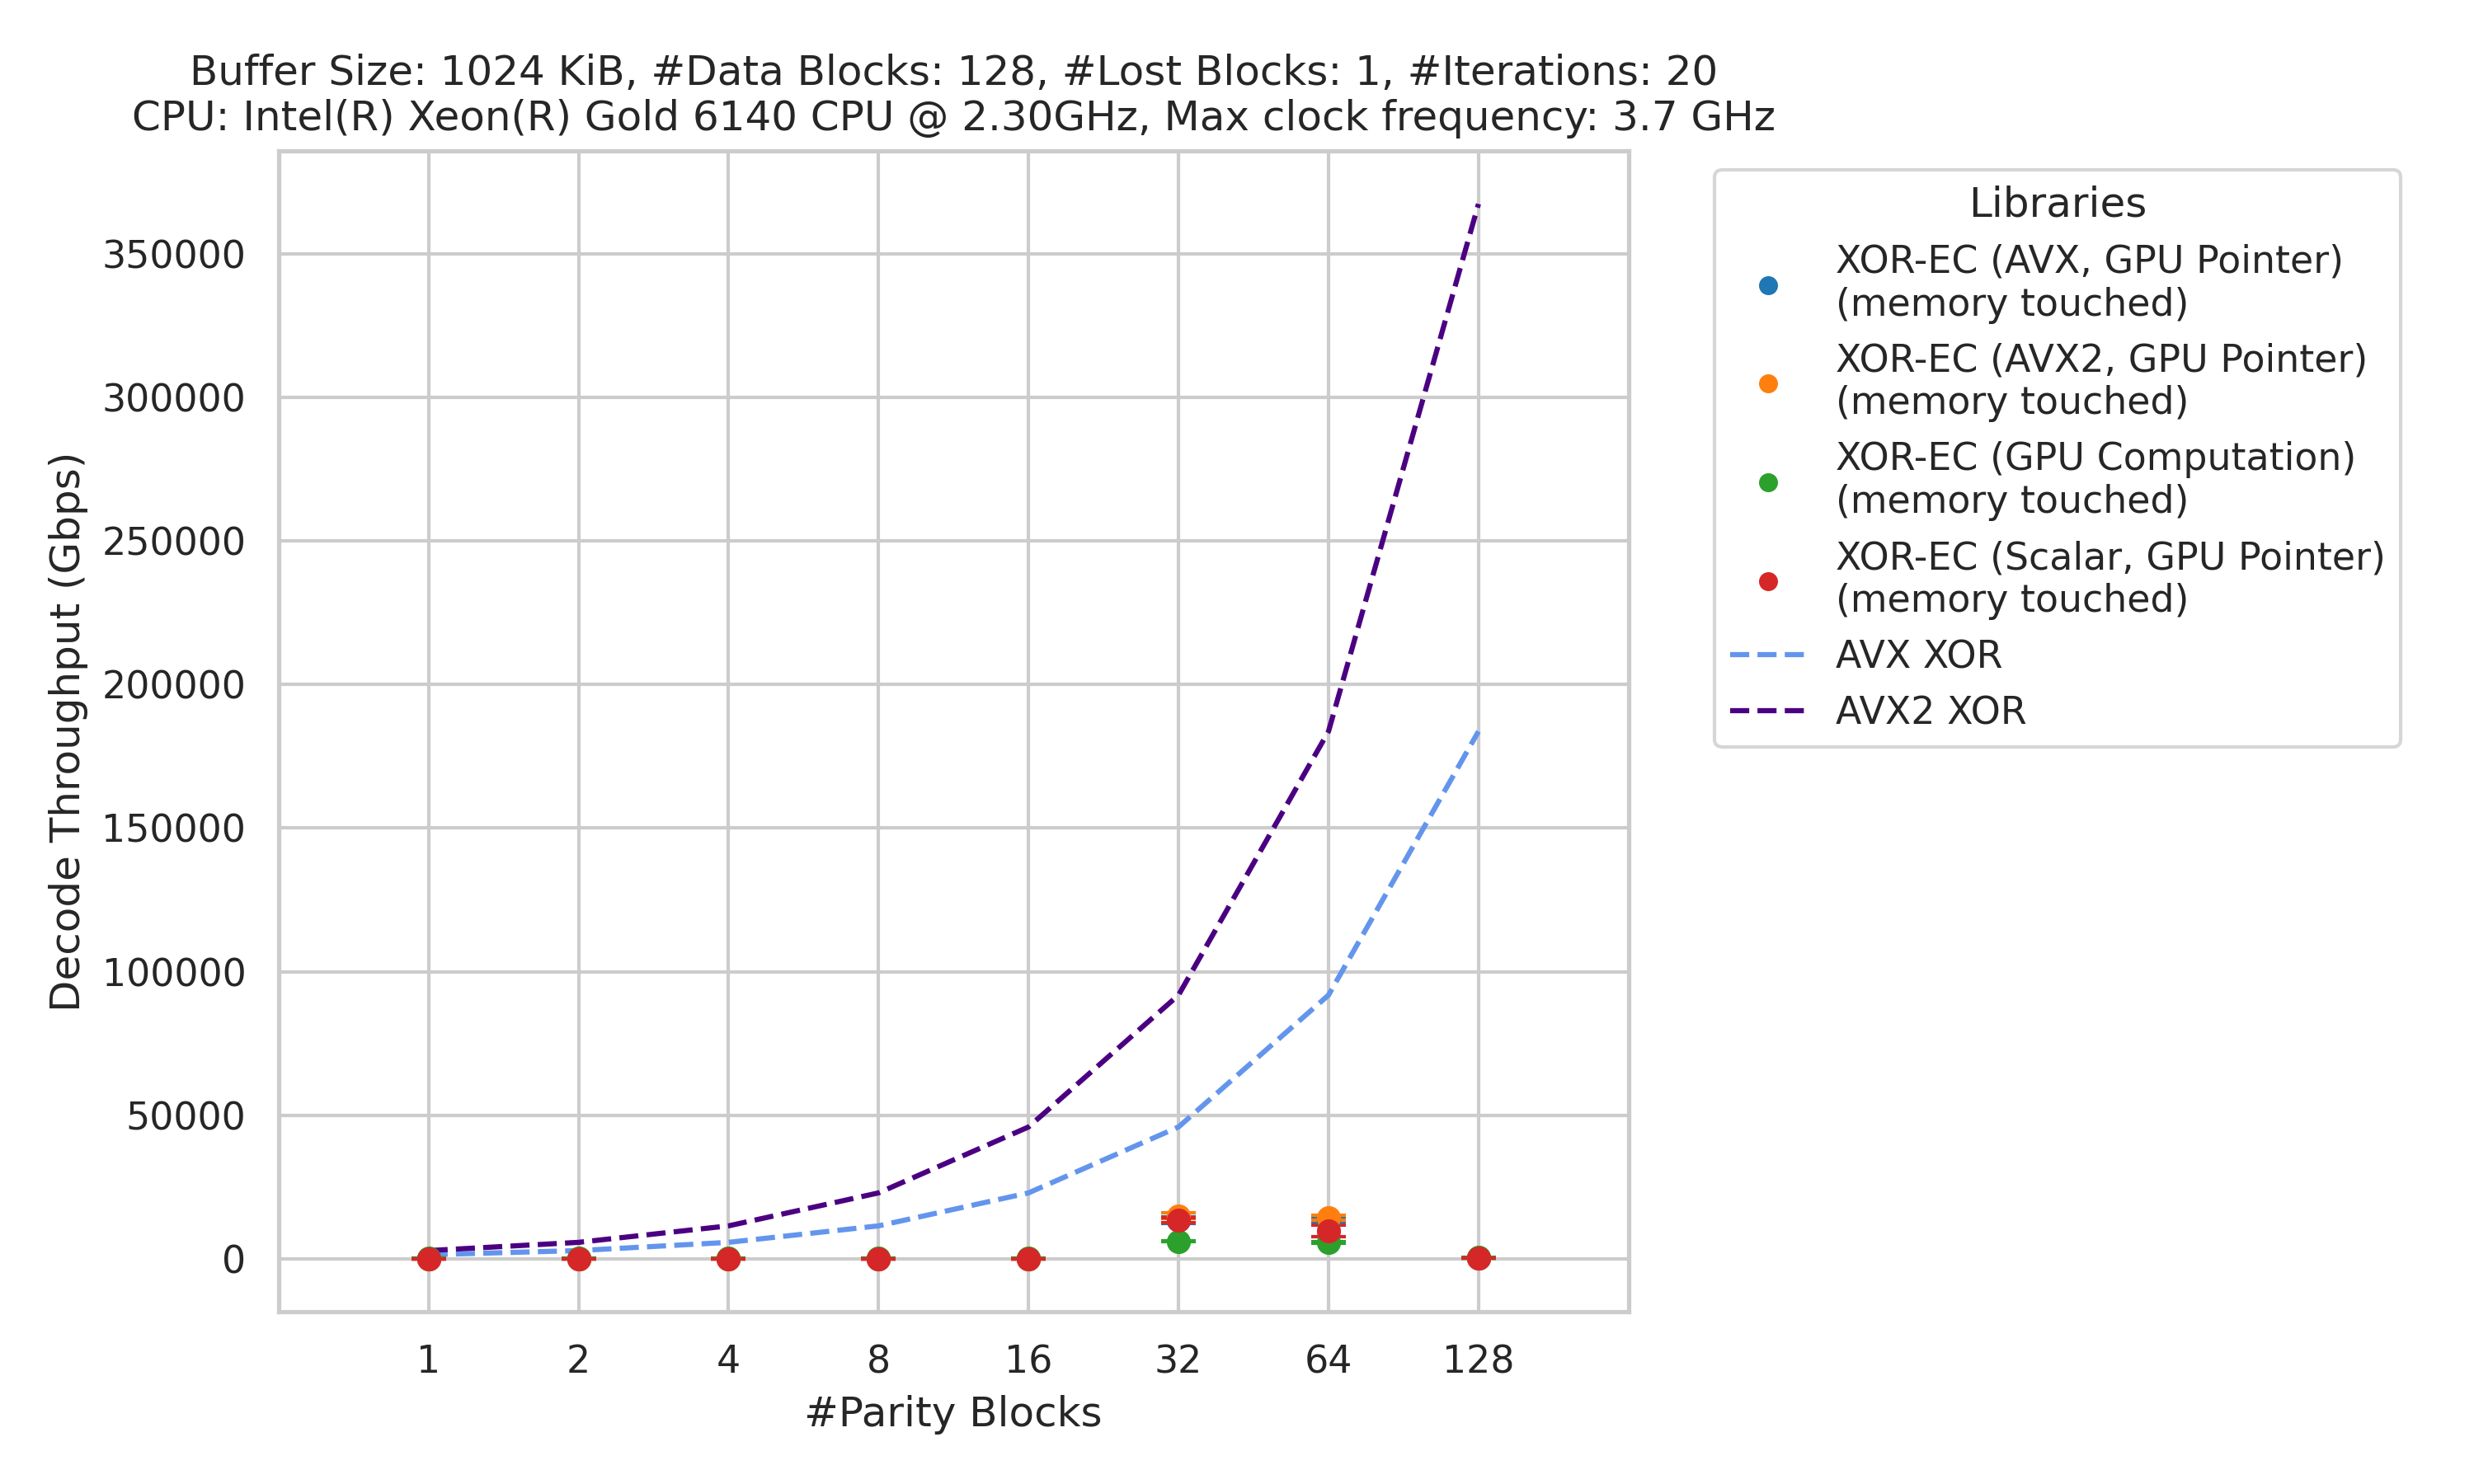 Buffer Size: 1024 KiB, #Data Blocks: 128, #Lost Blocks: 1, #Iterations: 20
CPU: Intel(R) Xeon(R) Gold 6140 CPU @ 2.30GHz, Max clock frequency: 3.7 GHz
Decode Throughput (Gbps)
350000
300000
250000
200000
150000
100000
50000
0
1
2
4
8
16
32
64
128
#Parity Blocks
Libraries
XOR-EC (AVX, GPU Pointer)
(memory touched)
XOR-EC (AVX2, GPU Pointer)
(memory touched)
XOR-EC (GPU Computation)
(memory touched)
XOR-EC (Scalar, GPU Pointer)
(memory touched)
AVX XOR
AVX2 XOR